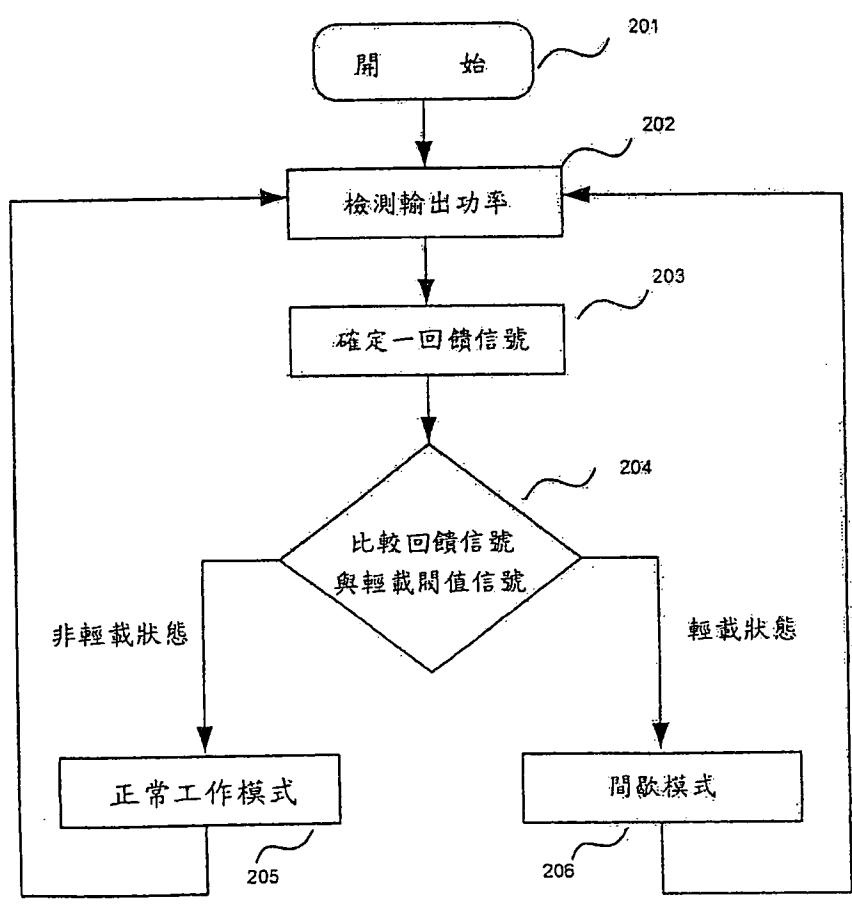 開 始
201
202
檢測輸出功率
203
確定一回饋信號
204
比較回饋信號
與輕載閥值信號
非輕載狀態
輕載狀態
正常工作模式
間歇模式
205
206